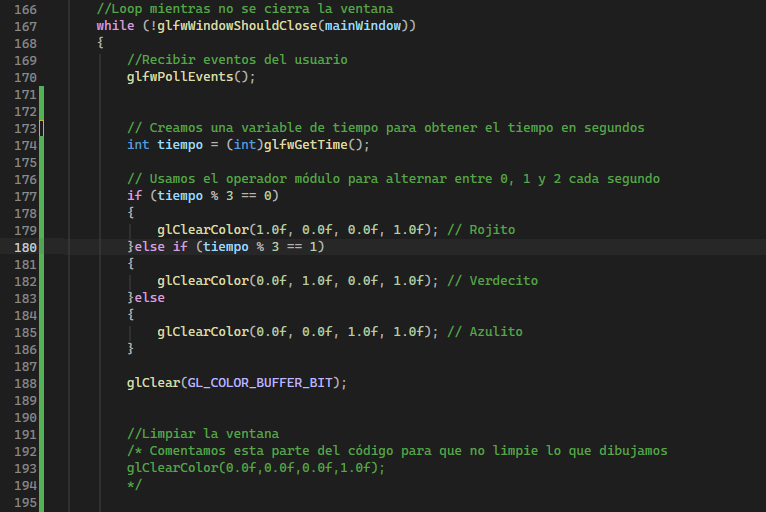 166 //Loop mientras no se cierra la ventana
167 while (!glfwWindowShouldClose(mainWindow))
168 {
169 //Recibir eventos del usuario
170 glfwPollEvents();
171
172
173 // Creamos una variable de tiempo para obtener el tiempo en segundos
174 int tiempo = (int)glfwGetTime();
175
176 // Usamos el operador módulo para alternar entre 0, 1 y 2 cada segundo
177 if (tiempo % 3 == 0)
178 {
179 glClearColor(1.0f, 0.0f, 0.0f, 1.0f); // Rojito
180 }else if (tiempo % 3 == 1)
181 {
182 glClearColor(0.0f, 1.0f, 0.0f, 1.0f); // Verdecito
183 }else
184 {
185 glClearColor(0.0f, 0.0f, 1.0f, 1.0f); // Azulito
186 }
187
188 glClear(GL_COLOR_BUFFER_BIT);
189
190
191 //Limpiar la ventana
192 /* Comentamos esta parte del código para que no limpie lo que dibujamos
193 glClearColor(0.0f,0.0f,0.0f,1.0f);
194 */
195